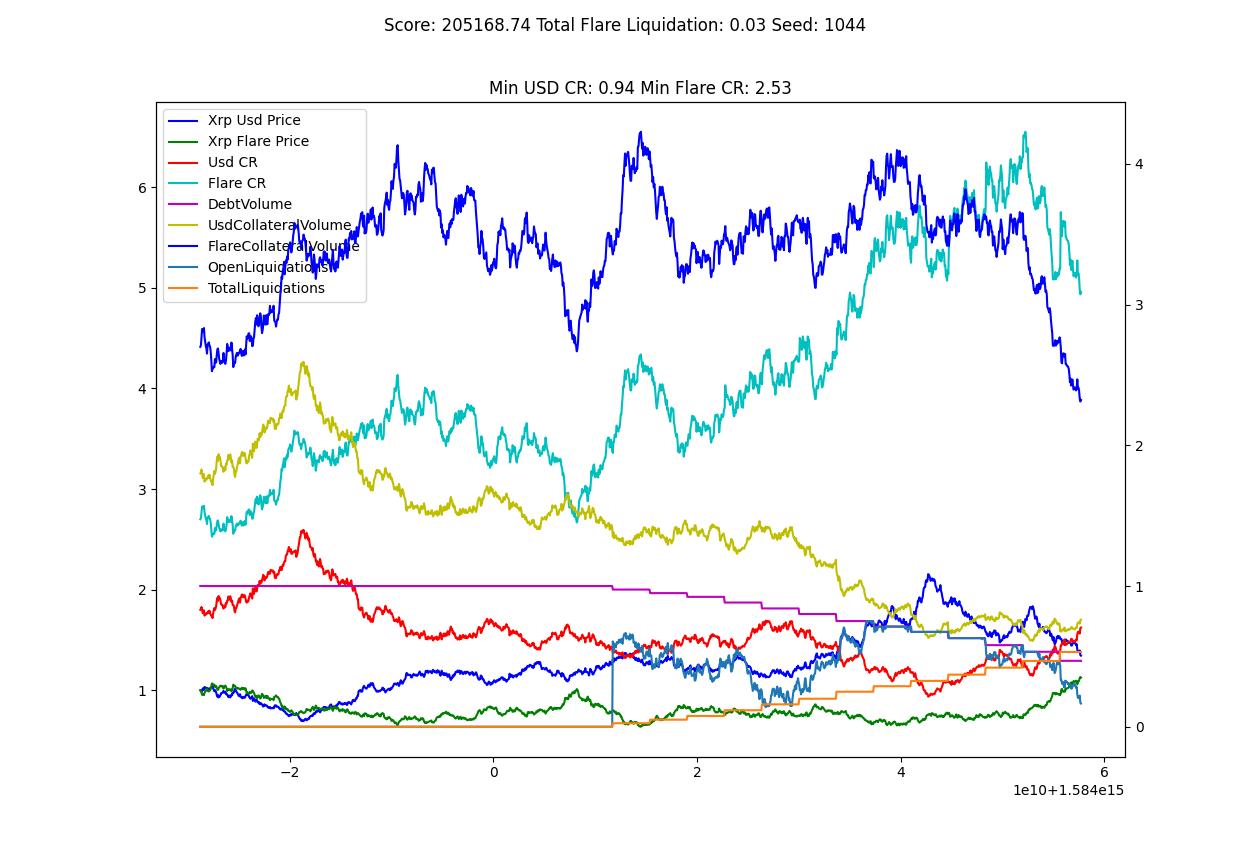 Score: 205168.74 Total Flare Liquidation: 0.03 Seed: 1044
Min USD CR: 0.94 Min Flare CR: 2.53
Xrp Usd Price
Xrp Flare Price
Usd CR
Flare CR
DebtVolume
UsdCollateralVolume
FlareCollateralVolume
OpenLiquidations
TotalLiquidations
6
5
4
3
2
1
4
3
2
1
0
−2
0
2
4
6
1e10+1.584e15